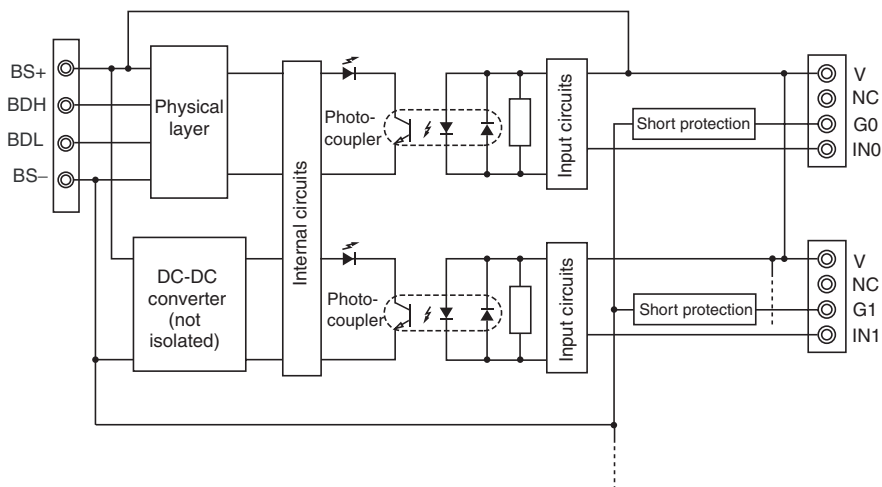 BS+
BDH
BDL
BS–
Physical
layer
DC-DC
converter
(not
isolated)
Internal circuits
Photo-
coupler
Input circuits
Short protection
V
NC
G0
IN0
Photo-
coupler
Input circuits
Short protection
V
NC
G1
IN1